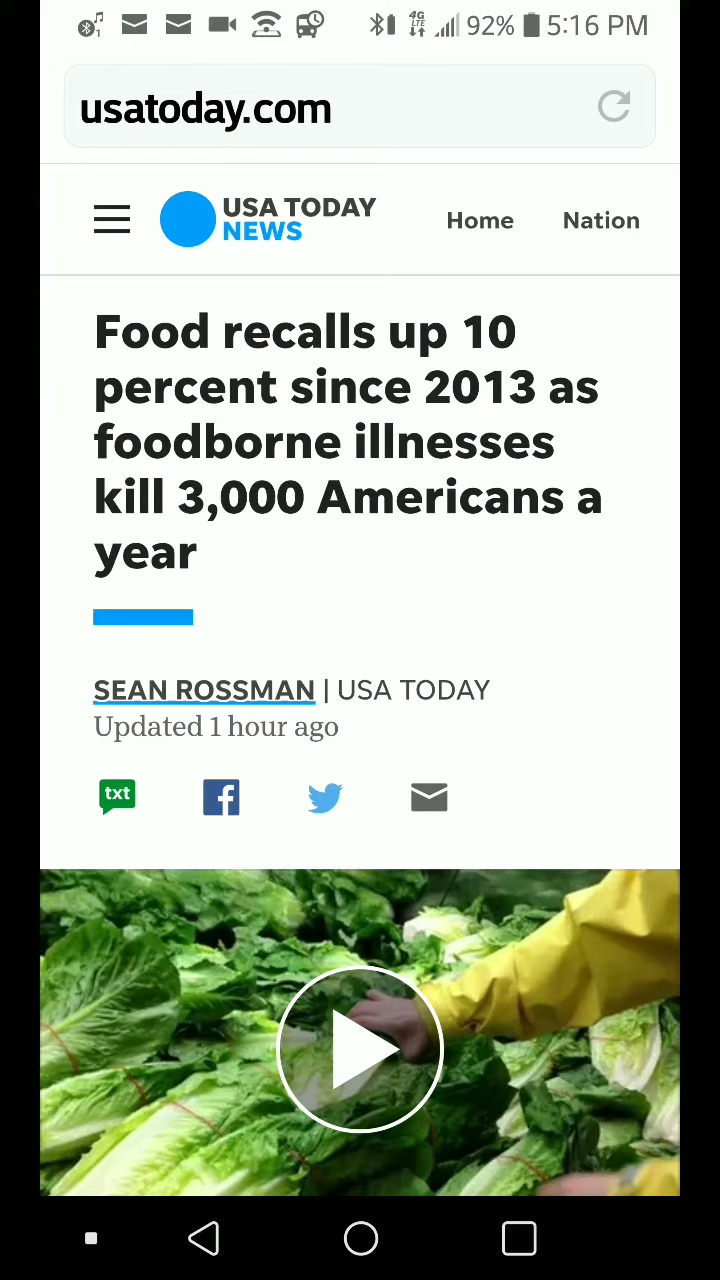 92% 5:16 PM
usatoday.com
USA TODAY
NEWS
Home Nation
Food recalls up 10
percent since 2013 as
foodborne illnesses
kill 3,000 Americans a
year
SEAN ROSSMAN | USA TODAY
Updated 1 hour ago
txt